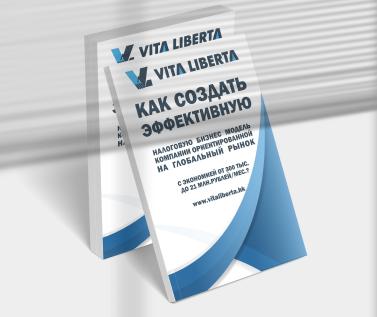 VITA LIBERTA
VITA LIBERTA
КАК СОЗДАТЬ
ЭФФЕКТИВНУЮ
НАЛОГОВУЮ БИЗНЕС МОДЕЛЬ
КОМПАНИИ ОРИЕНТИРОВАННОЙ
НА ГЛОБАЛЬНЫЙ РЫНОК
С ЭКОНОМИЕЙ ОТ 300 ТЫС.
ДО 21 МЛН.РУБЛЕЙ/МЕС.?
www.vitaliberta.hk